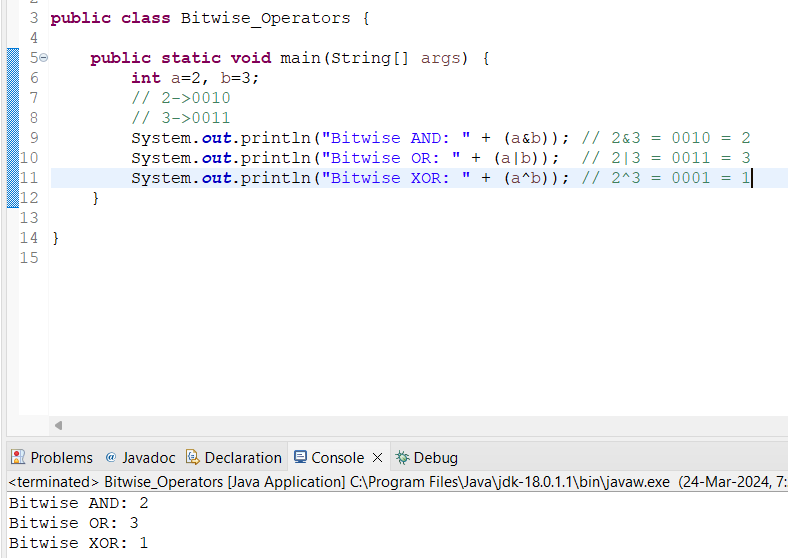 3 public class Bitwise_Operators {
4
5 public static void main(String[] args) {
6 int a=2, b=3;
7 // 2->0010
8 // 3->0011
9 System.out.println("Bitwise AND: " + (a&b)); // 2&3 = 0010 = 2
10 System.out.println("Bitwise OR: " + (a|b));  // 2|3 = 0011 = 3
11 System.out.println("Bitwise XOR: " + (a^b)); // 2^3 = 0001 = 1
12 }
13
14 }
15
Problems @ Javadoc Declaration Console Debug
<terminated> Bitwise_Operators [Java Application] C:\Program Files\Java\jdk-18.0.1.1\bin\javaw.exe (24-Mar-2024, 7:
Bitwise AND: 2
Bitwise OR: 3
Bitwise XOR: 1